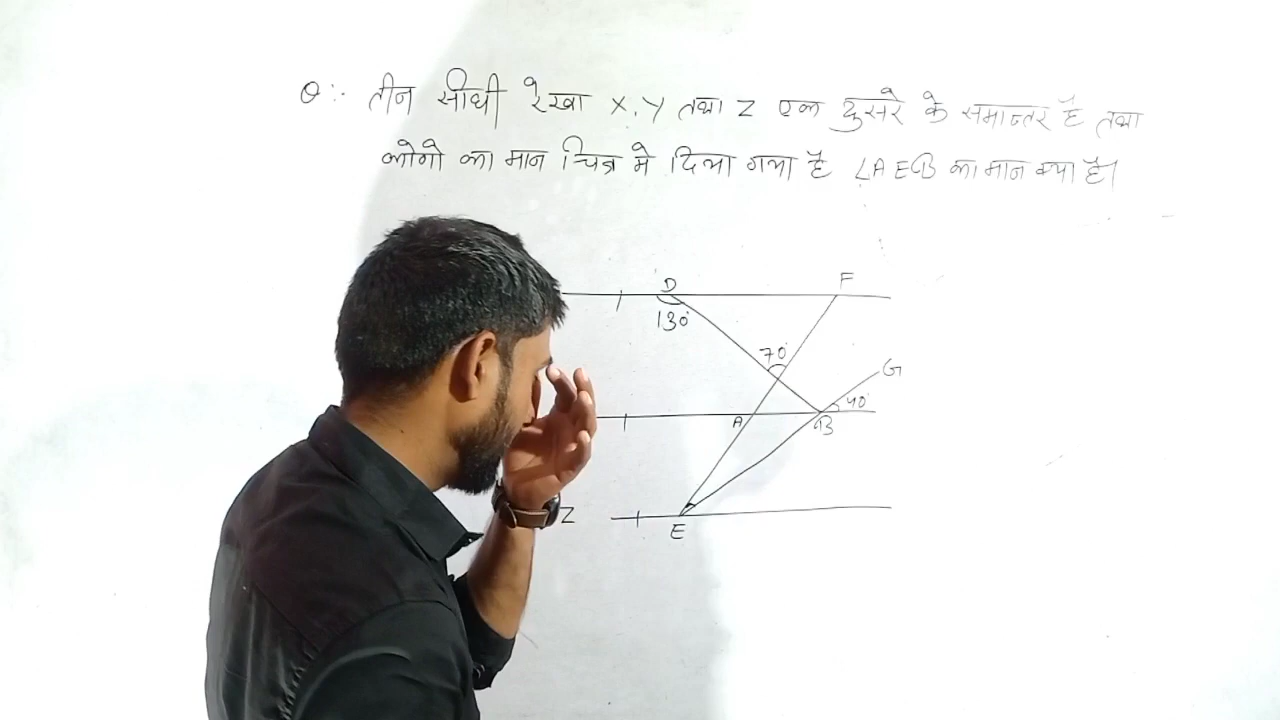 Q:- तीन सीधी रेखा X, Y तथा Z एक दुसरे के समान्तर है तथा
कोणो का मान चित्र मे दिया गया है ∠AEB का मान क्या है।
D F
130°
70°
G
40°
A B
Z
E